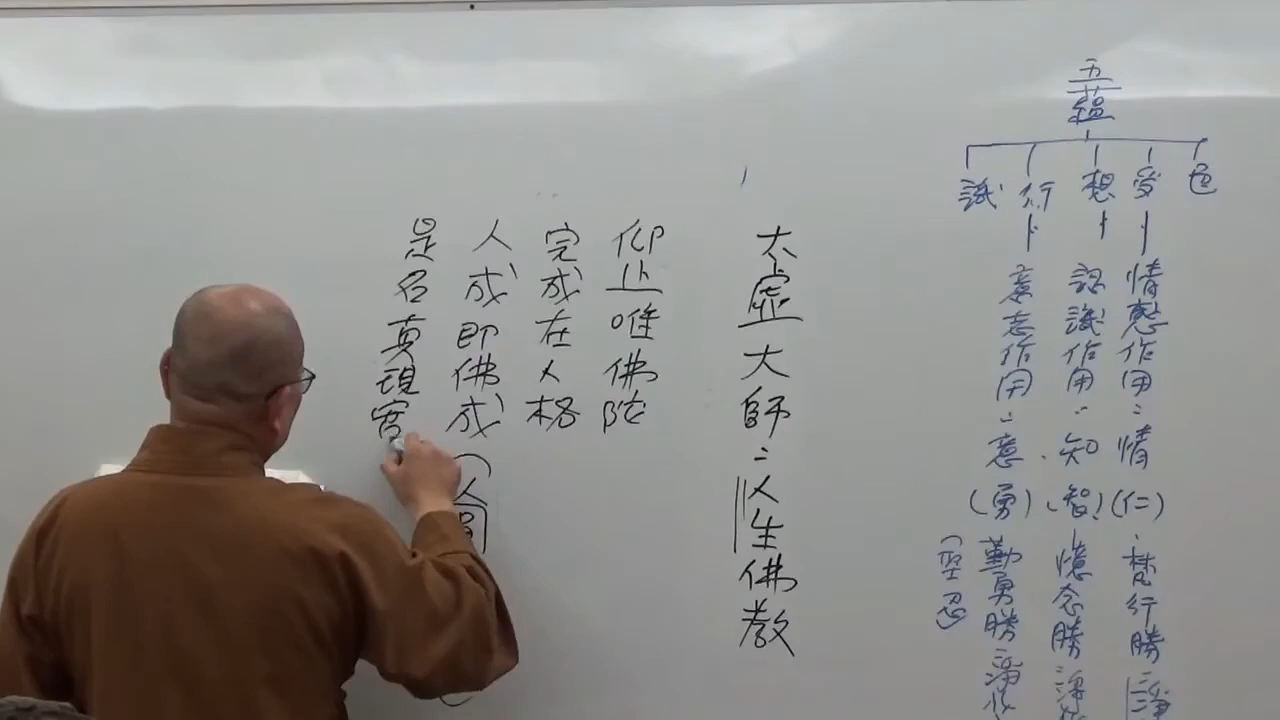 五蘊
色
受
想
行
識
情感作用：情
(仁)
梵行勝
認識作用：知
(智)
憶念勝
意志作用：意
(勇)
勤勇勝
(堅忍)
太虛大師：人生佛教
仰止唯佛陀
完成在人格
人成即佛成(人圓
是名真現實